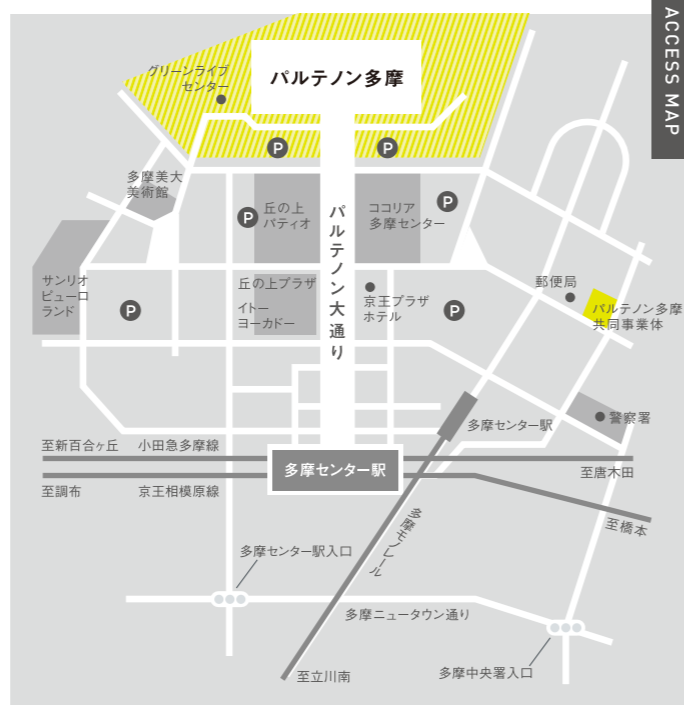 ACCESS MAP
グリーンライブ
センター
パルテノン多摩
P
P
多摩美大
美術館
P
丘の上
パティオ
パルテノン大通り
ココリア
多摩センター
P
サンリオ
ピューロ
ランド
P
丘の上プラザ
イトー
ヨーカドー
京王プラザ
ホテル
P
郵便局
パルテノン多摩
共同事業体
警察署
多摩センター駅
至新百合ヶ丘
小田急多摩線
多摩センター駅
至唐木田
至調布
京王相模原線
至橋本
多摩モノレール
多摩センター駅入口
多摩ニュータウン通り
多摩中央署入口
至立川南